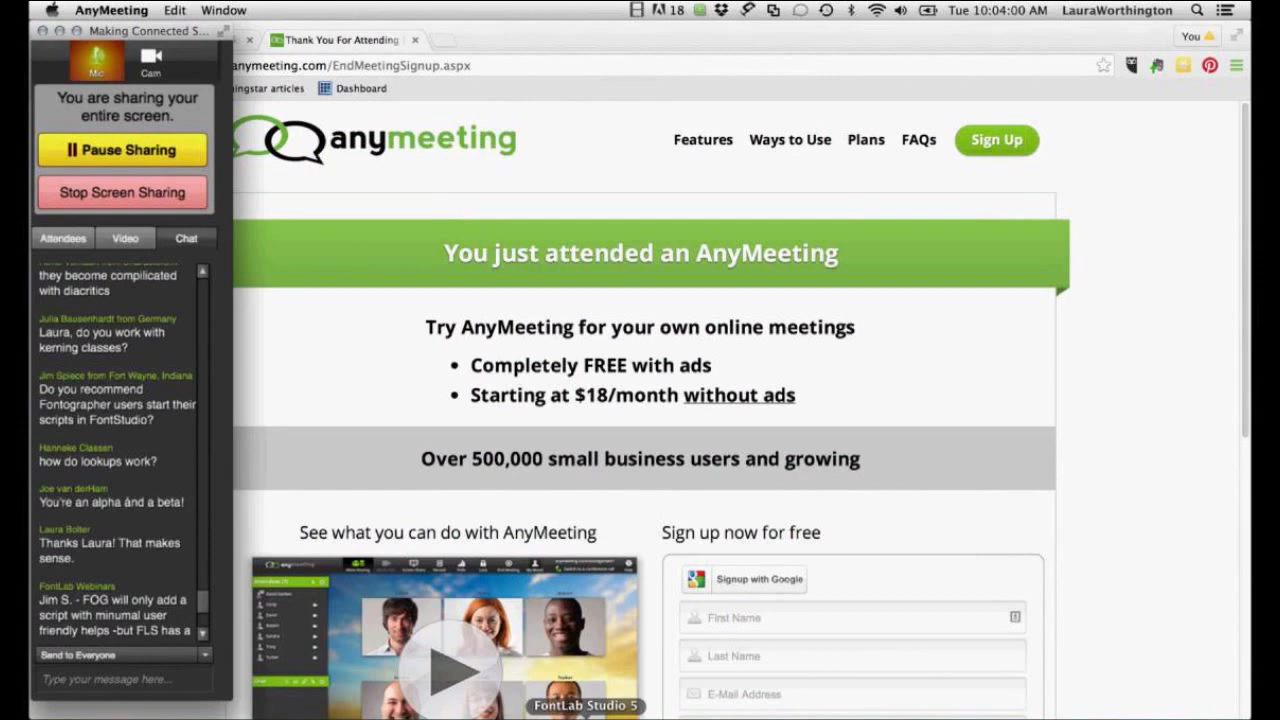 AnyMeeting Edit Window
18
Tue 10:04:00 AM LauraWorthington
Making Connected S...
Thank You For Attending
You
Mic
Cam
anymeeting.com/EndMeetingSignup.aspx
ningstar articles
Dashboard
You are sharing your
entire screen.
Pause Sharing
Stop Screen Sharing
Attendees Video Chat
they become compilicated
with diacritics
Julia Bausenhardt from Germany
Laura, do you work with
kerning classes?
Jim Spiece from Fort Wayne, Indiana
Do you recommend
Fontographer users start their
scripts in FontStudio?
Hanneke Classen
how do lookups work?
Joe van derHam
You're an alpha ánd a beta!
Laura Bolter
Thanks Laura! That makes
sense.
FontLab Webinars
Jim S. - FOG will only add a
script with minumal user
friendly helps -but FLS has a
Send to Everyone
Type your message here...
anymeeting
Features Ways to Use Plans FAQs Sign Up
You just attended an AnyMeeting
Try AnyMeeting for your own online meetings
• Completely FREE with ads
• Starting at $18/month without ads
Over 500,000 small business users and growing
See what you can do with AnyMeeting
Sign up now for free
Signup with Google
First Name
Last Name
E-Mail Address
FontLab Studio 5